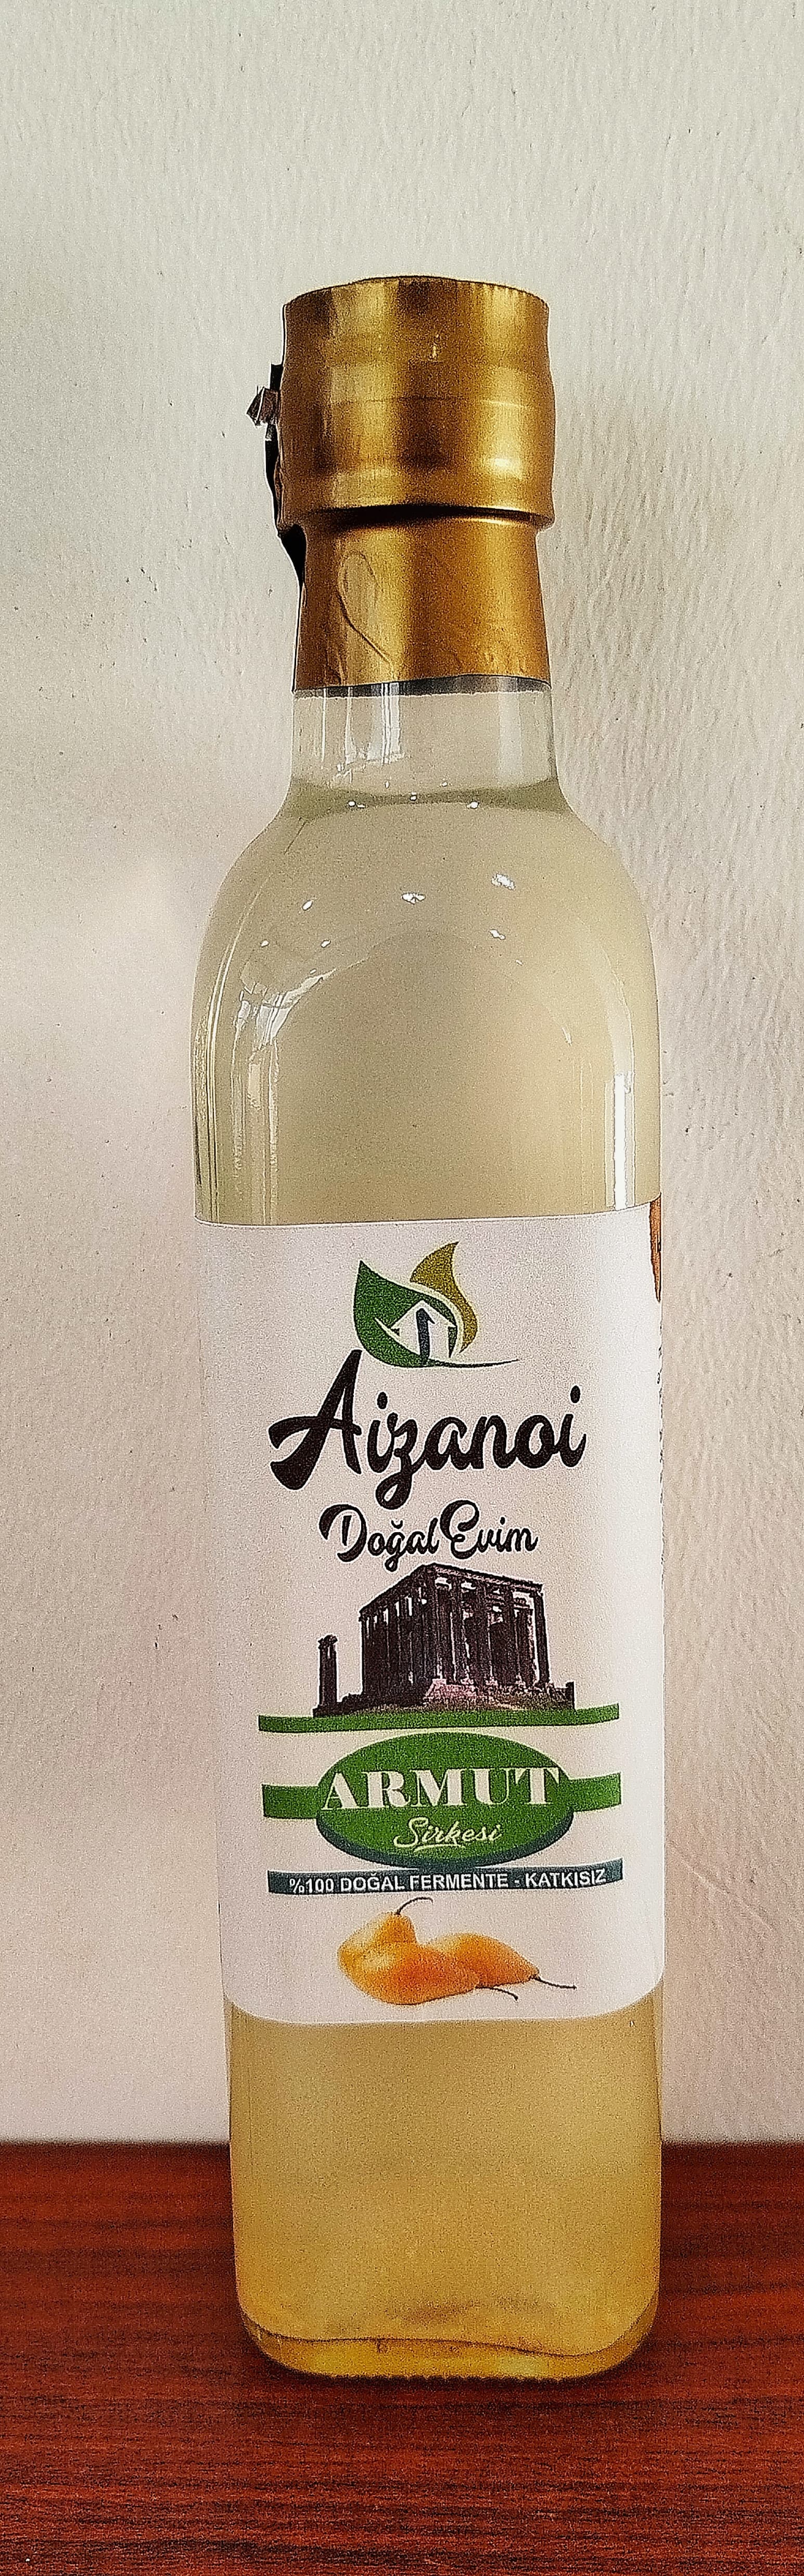 Aizanoi
Doğal Evim
ARMUT
Sirkesi
%100 DOĞAL FERMENTE - KATKISIZ